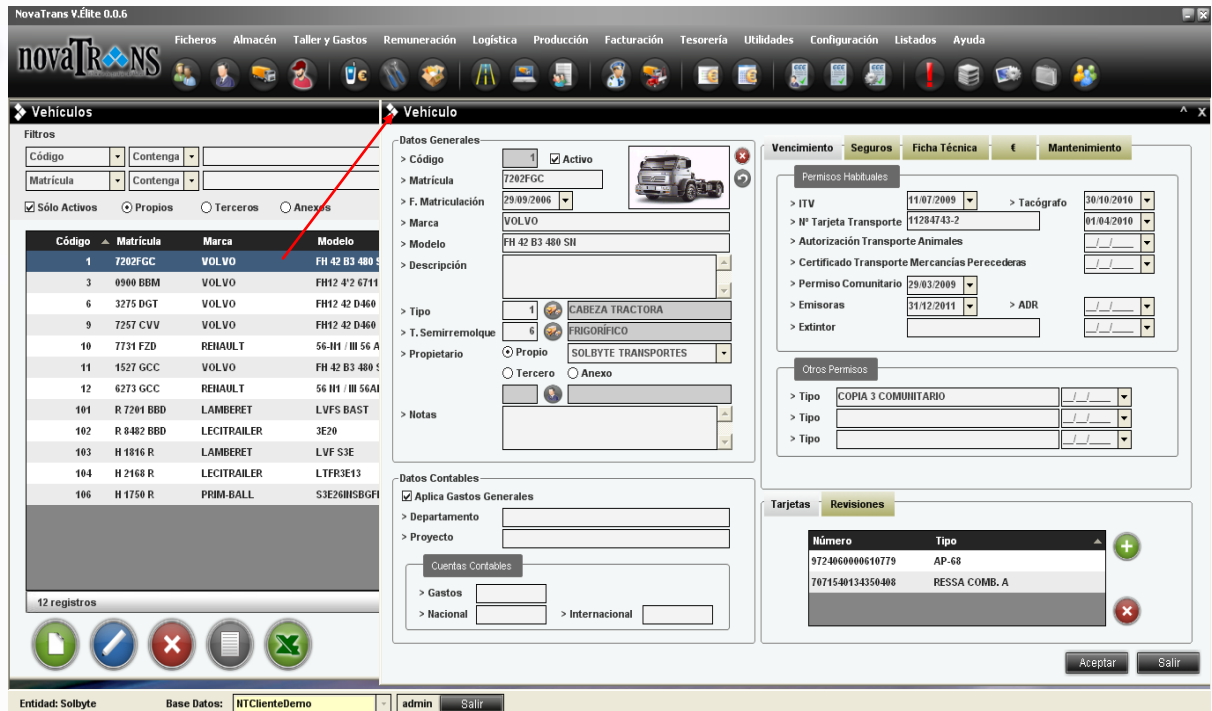 NovaTrans V.Élite 0.0.6
Ficheros Almacén Taller y Gastos Remuneración Logística Producción Facturación Tesorería Utilidades Configuración Listados Ayuda
novaTRANS
Vehículos
Filtros
Código Contenga
Matrícula Contenga
Sólo Activos Propios Terceros Anexos
Código Matrícula Marca Modelo
1 7202FGC VOLVO FH 42 B3 480 S
3 0900 BBM VOLVO FH12 4'2 6711
6 3275 DGT VOLVO FH12 42 D460
9 7257 CVV VOLVO FH12 42 D460
10 7731 FZD RENAULT 56-II1 / III 56 A
11 1527 GCC VOLVO FH 42 B3 480 S
12 6273 GCC RENAULT 56 II1 / III 56AI
101 R 7201 BBD LAMBERET LVFS BAST
102 R 8482 BBD LECITRAILER 3E20
103 H 1816 R LAMBERET LVF S3E
104 H 2168 R LECITRAILER LTFR3E13
106 H 1750 R PRIM-BALL S3E26IIISBGFI
12 registros
Vehículo ^ X
Datos Generales
> Código 1 Activo
> Matrícula 7202FGC
> F. Matriculación 29/09/2006
> Marca VOLVO
> Modelo FH 42 B3 480 SN
> Descripción
> Tipo 1 CABEZA TRACTORA
> T. Semirremolque 6 FRIGORÍFICO
> Propietario Propio SOLBYTE TRANSPORTES
Tercero Anexo
> Notas
Datos Contables
Aplica Gastos Generales
> Departamento
> Proyecto
Cuentas Contables
> Gastos
> Nacional > Internacional
Vencimiento Seguros Ficha Técnica € Mantenimiento
Permisos Habituales
> ITV 11/07/2009 > Tacógrafo 30/10/2010
> Nº Tarjeta Transporte 11284743-2 01/04/2010
> Autorización Transporte Animales _/_/___
> Certificado Transporte Mercancías Perecederas _/_/___
> Permiso Comunitario 29/03/2009
> Emisoras 31/12/2011 > ADR _/_/___
> Extintor _/_/___
Otros Permisos
> Tipo COPIA 3 COMUNITARIO _/_/___
> Tipo _/_/___
> Tipo _/_/___
Tarjetas Revisiones
Número Tipo
9724060000610779 AP-68
7071540134350408 RESSA COMB. A
Aceptar Salir
Entidad: Solbyte Base Datos: NTClienteDemo admin Salir